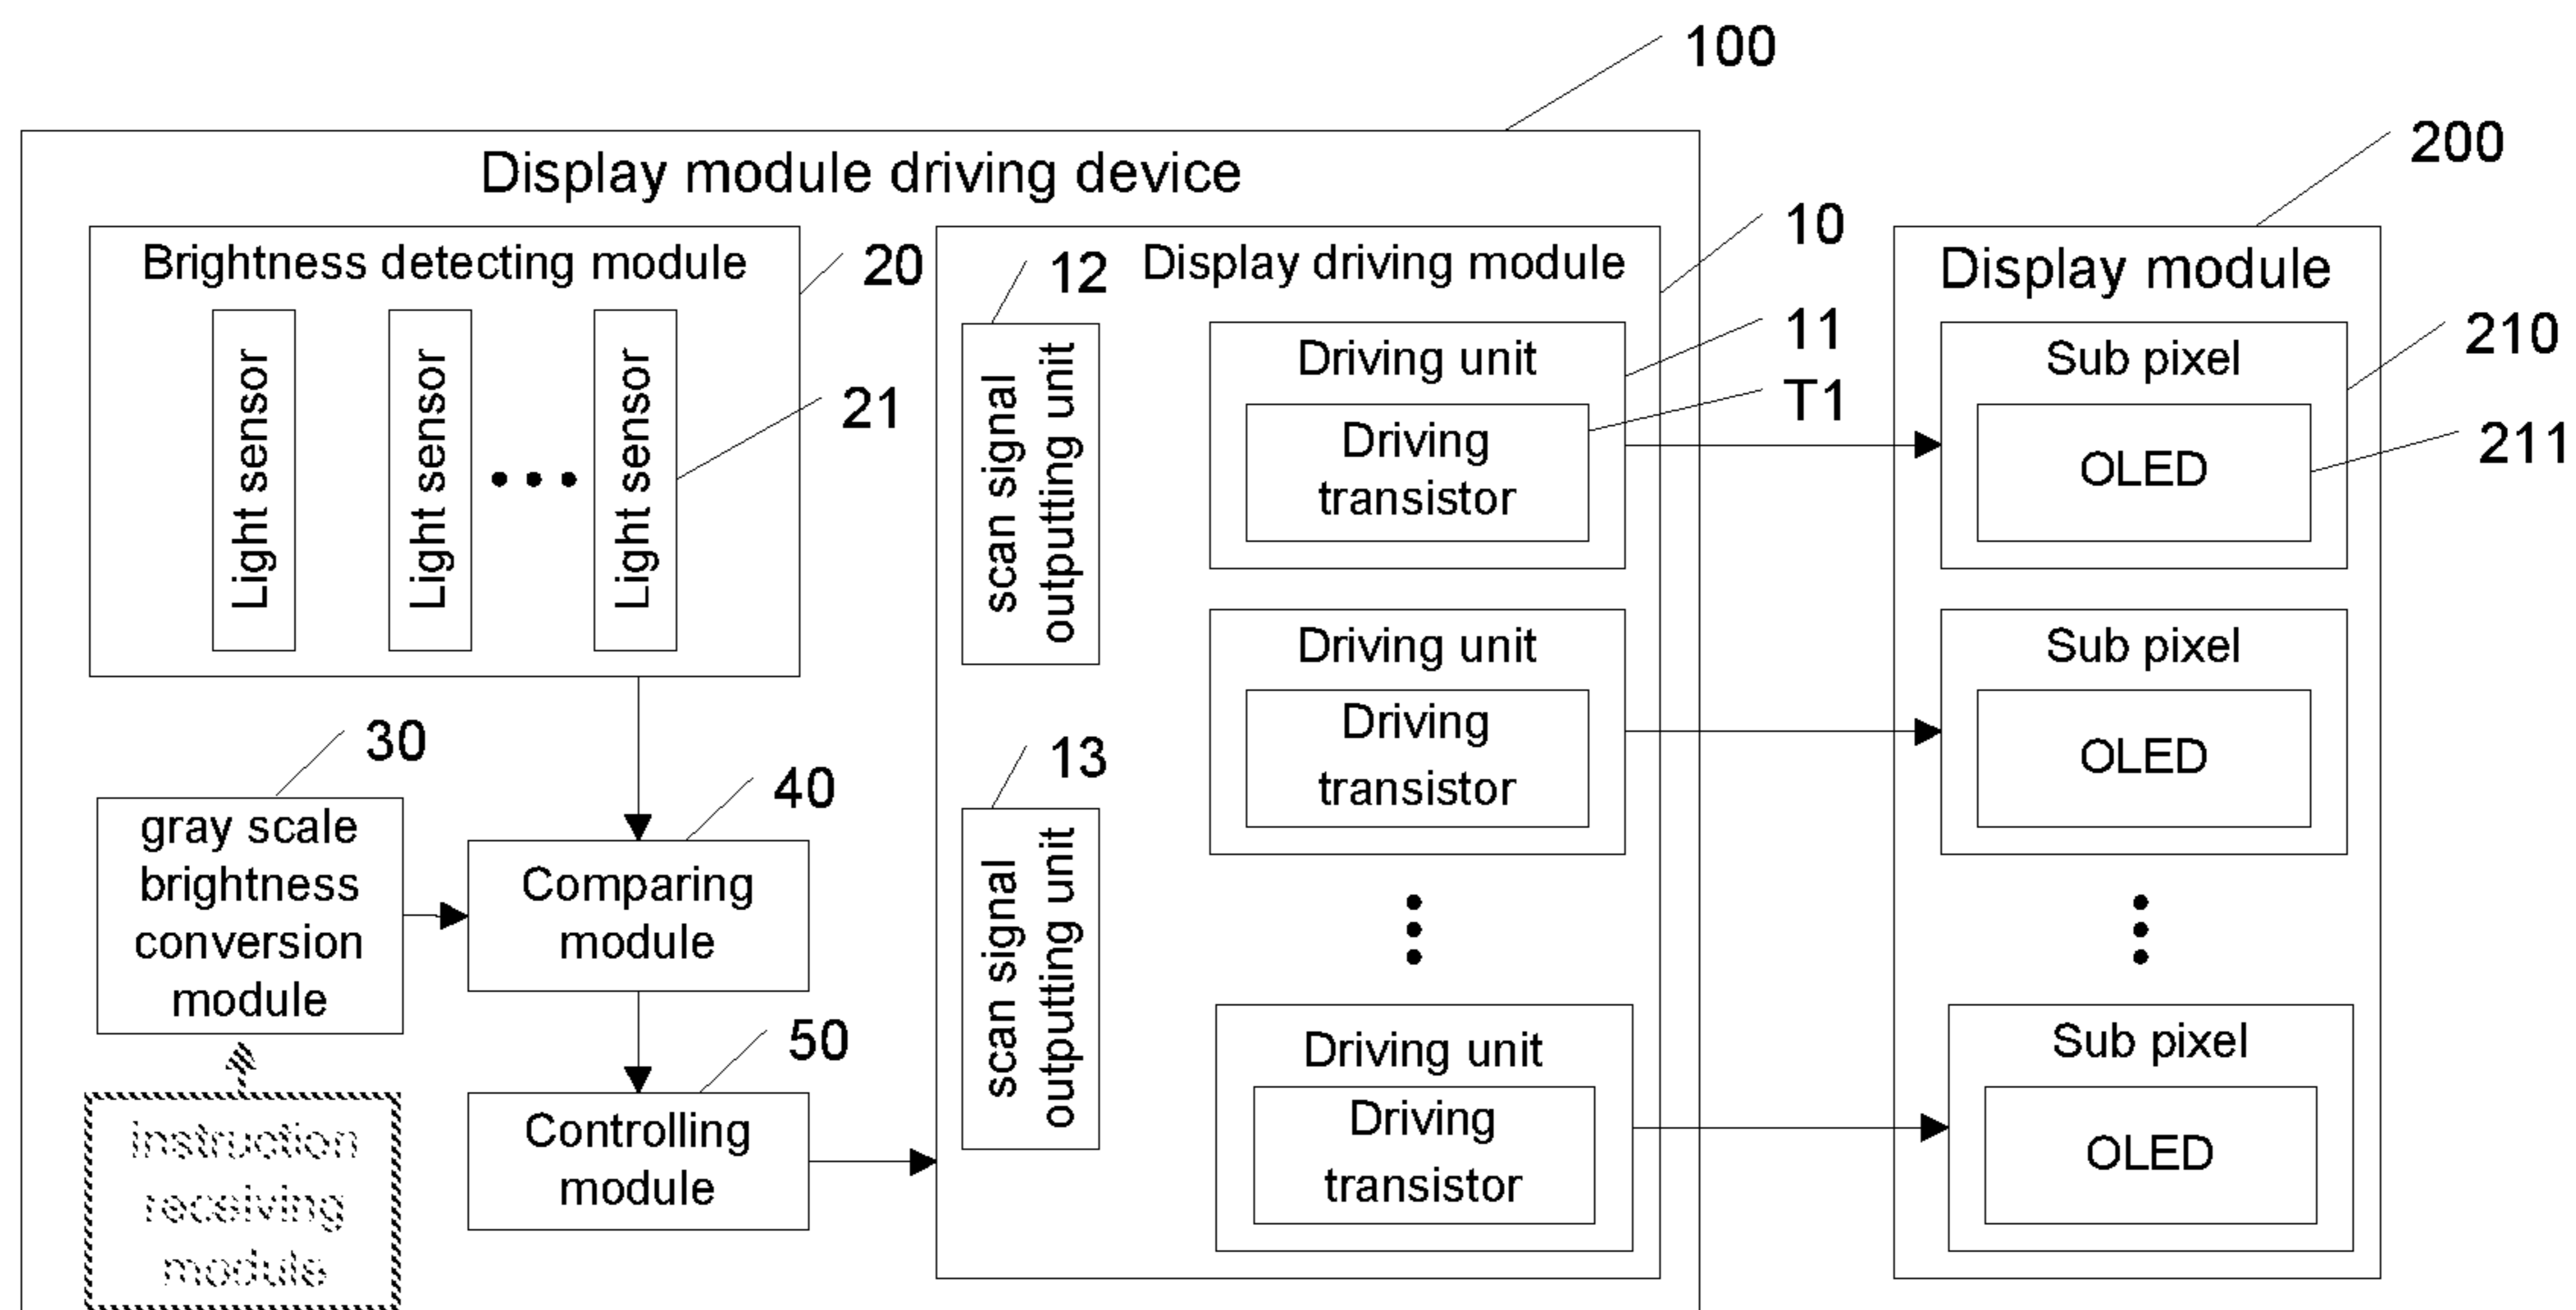 100
200
Display module driving device
10
Brightness detecting module
20
12
Display driving module
Display module
Light sensor
Light sensor
Light sensor
21
scan signal
outputting unit
11
Driving unit
T1
Driving
transistor
Sub pixel
210
OLED
211
Driving unit
Driving
transistor
Sub pixel
OLED
30
gray scale
brightness
conversion
module
40
Comparing
module
13
scan signal
outputting unit
50
Controlling
module
instruction
receiving
module
Driving unit
Driving
transistor
Sub pixel
OLED